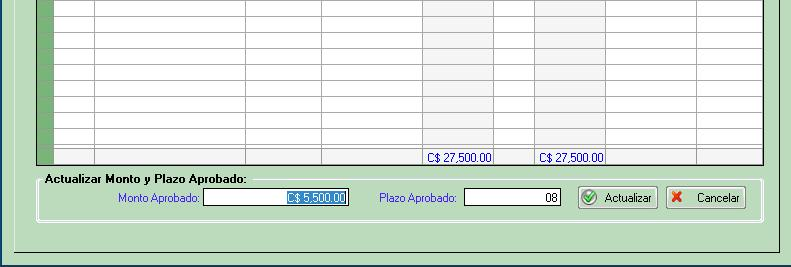 C$ 27,500.00 C$ 27,500.00
Actualizar Monto y Plazo Aprobado:
Monto Aprobado: C$ 5,500.00 Plazo Aprobado: 08 Actualizar Cancelar